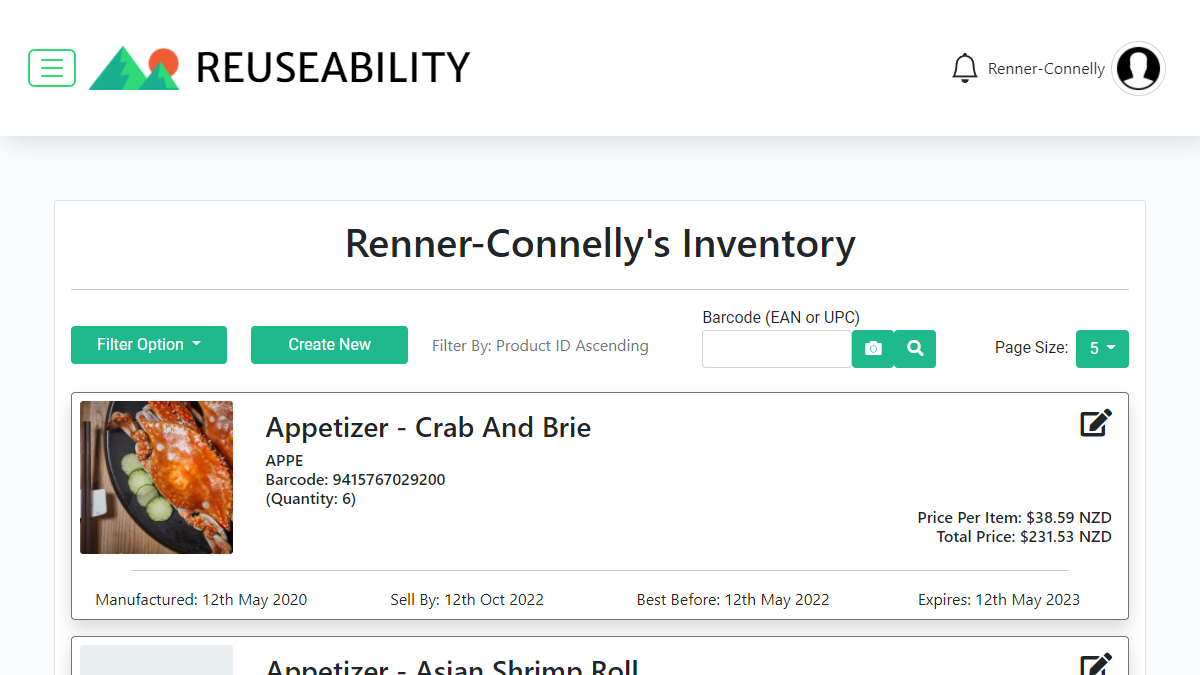 REUSEABILITY
Renner-Connelly
Renner-Connelly's Inventory
Barcode (EAN or UPC)
Filter Option
Create New
Filter By: Product ID Ascending
Page Size:
5
Appetizer - Crab And Brie
APPE
Barcode: 9415767029200
(Quantity: 6)
Price Per Item: $38.59 NZD
Total Price: $231.53 NZD
Manufactured: 12th May 2020
Sell By: 12th Oct 2022
Best Before: 12th May 2022
Expires: 12th May 2023
Appetizer - Asian Shrimp Roll